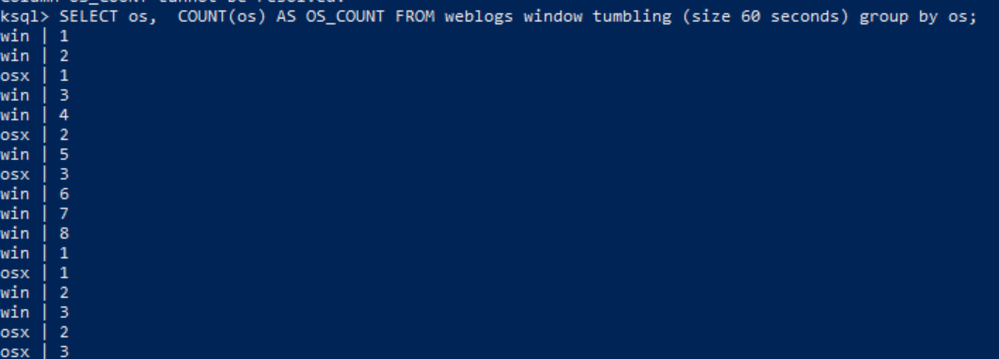 column OS_COUNT cannot be resolved.
ksql> SELECT os,  COUNT(os) AS OS_COUNT FROM weblogs window tumbling (size 60 seconds) group by os;
win | 1
win | 2
osx | 1
win | 3
win | 4
osx | 2
win | 5
osx | 3
win | 6
win | 7
win | 8
win | 1
osx | 1
win | 2
win | 3
osx | 2
osx | 3